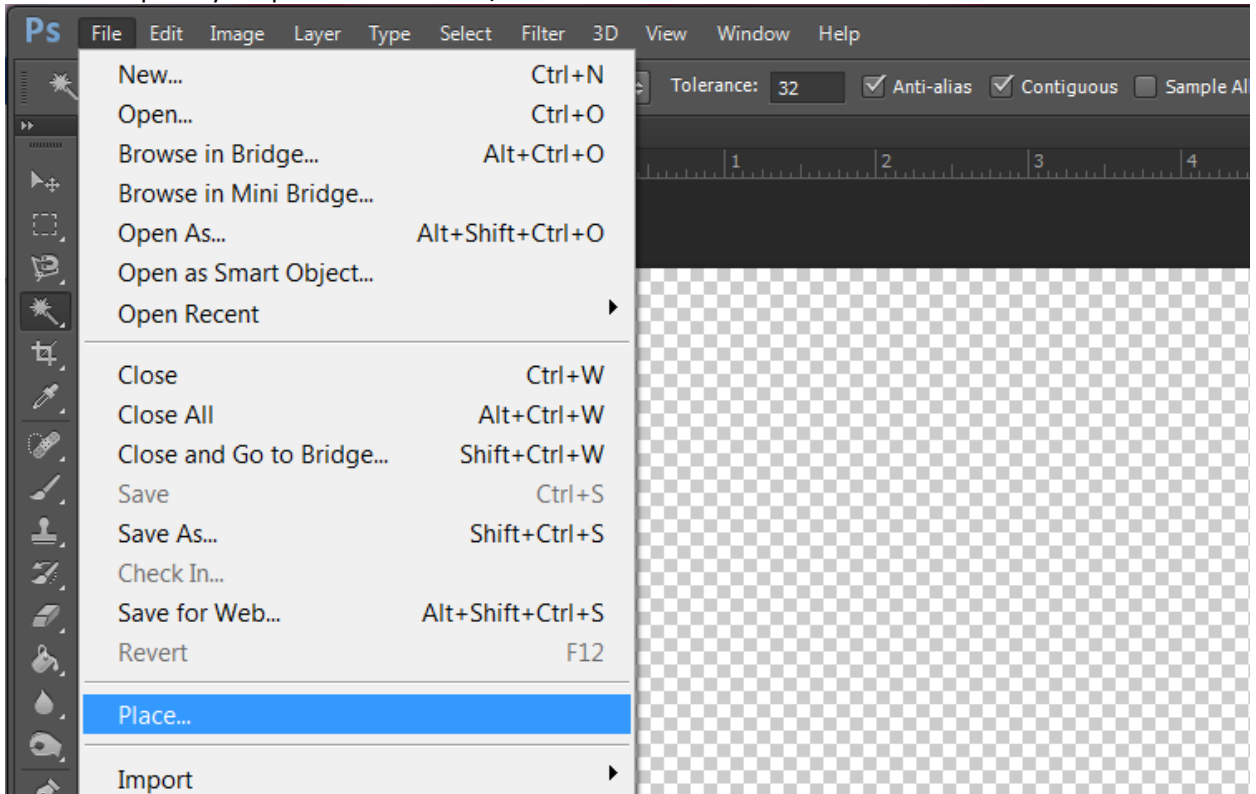 Ps File Edit Image Layer Type Select Filter 3D View Window Help
Tolerance: 32 Anti-alias Contiguous Sample All
1 2 3 4
New... Ctrl+N
Open... Ctrl+O
Browse in Bridge... Alt+Ctrl+O
Browse in Mini Bridge...
Open As... Alt+Shift+Ctrl+O
Open as Smart Object...
Open Recent
Close Ctrl+W
Close All Alt+Ctrl+W
Close and Go to Bridge... Shift+Ctrl+W
Save Ctrl+S
Save As... Shift+Ctrl+S
Check In...
Save for Web... Alt+Shift+Ctrl+S
Revert F12
Place...
Import